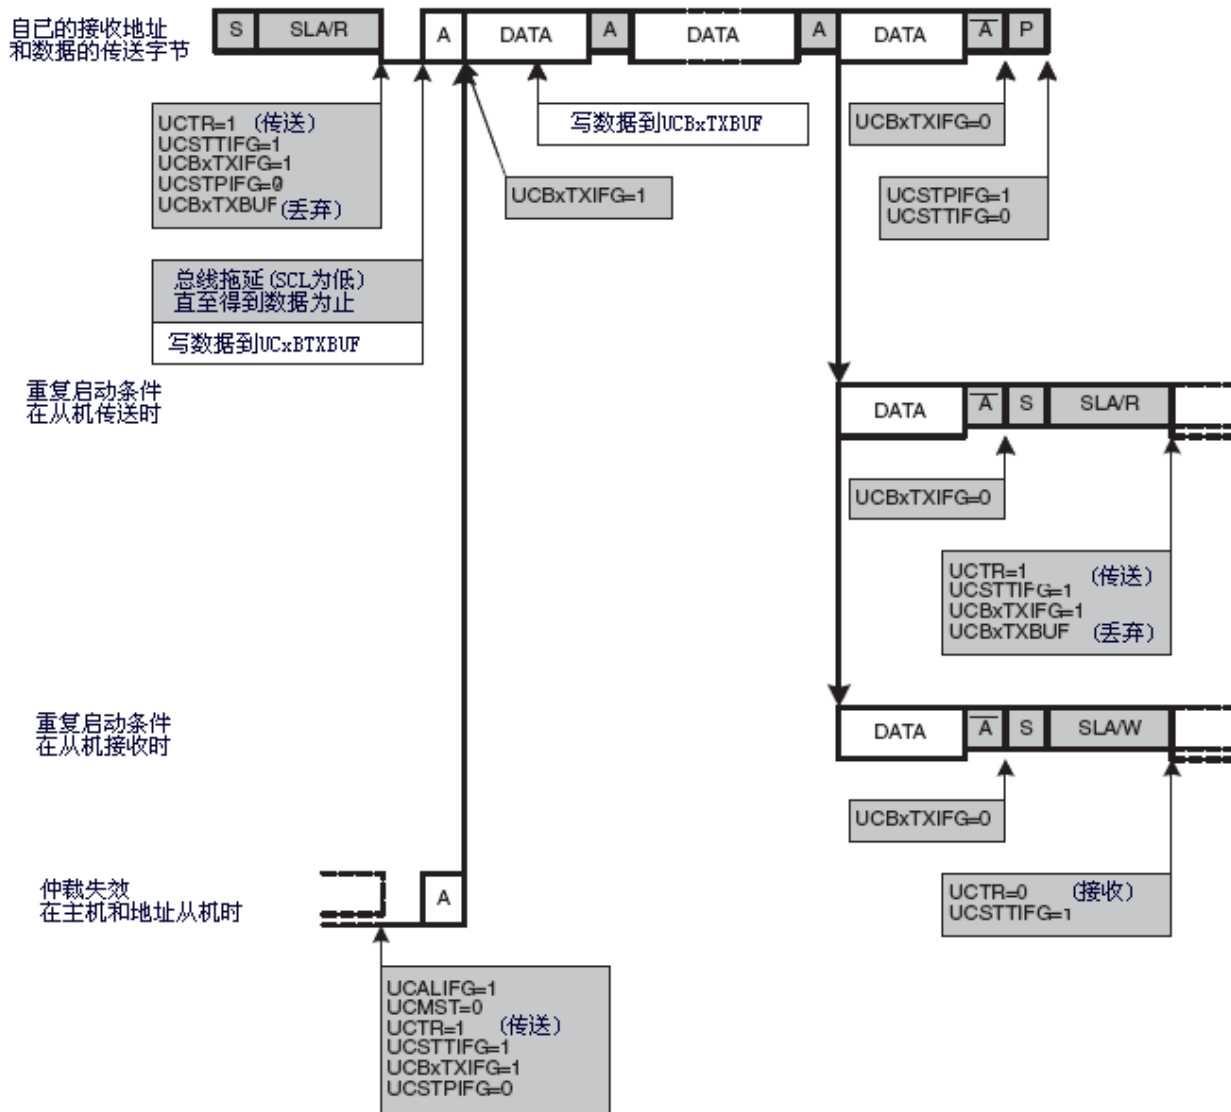 自己的接收地址
和数据的传送字节
S SLA/R A DATA A DATA A DATA A P
UCTR=1 (传送)
UCSTTIFG=1
UCBxTXIFG=1
UCSTPIFG=0
UCBxTXBUF(丢弃)
写数据到UCBxTXBUF
UCBxTXIFG=0
UCBxTXIFG=1
UCSTPIFG=1
UCSTTIFG=0
总线拖延(SCL为低)
直至得到数据为止
写数据到UCxBTXBUF
重复启动条件
在从机传送时
DATA A S SLA/R
UCBxTXIFG=0
UCTR=1 (传送)
UCSTTIFG=1
UCBxTXIFG=1
UCBxTXBUF (丢弃)
重复启动条件
在从机接收时
DATA A S SLA/W
UCBxTXIFG=0
UCTR=0 (接收)
UCSTTIFG=1
仲裁失效
在主机和地址从机时
A
UCALIFG=1
UCMST=0
UCTR=1 (传送)
UCSTTIFG=1
UCBxTXIFG=1
UCSTPIFG=0